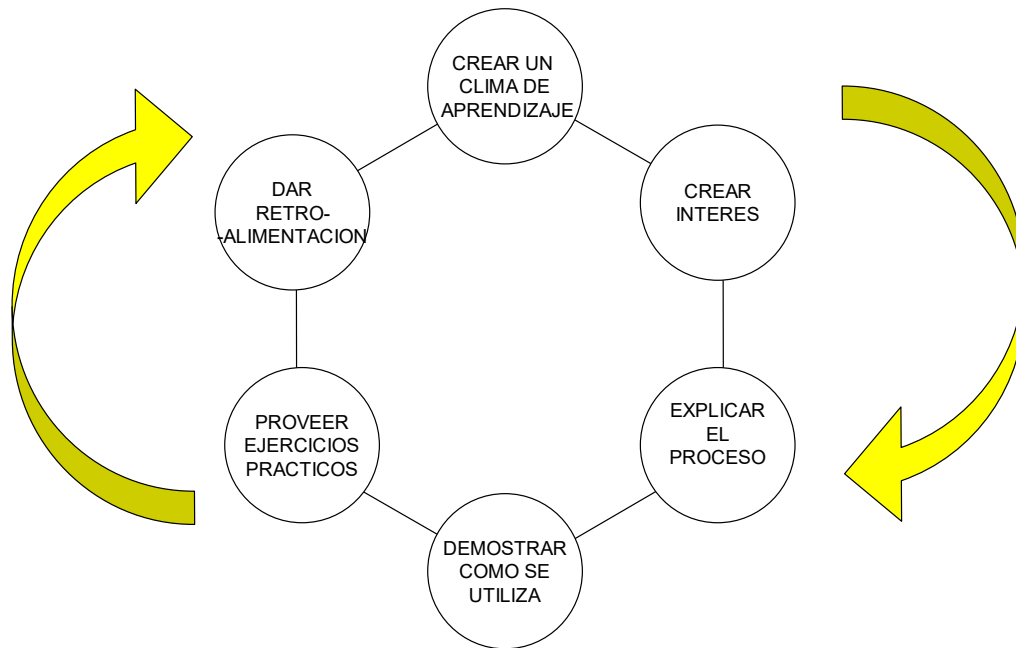 CREAR UN
CLIMA DE
APRENDIZAJE
CREAR
INTERES
EXPLICAR
EL
PROCESO
DEMOSTRAR
COMO SE
UTILIZA
PROVEER
EJERCICIOS
PRACTICOS
DAR
RETRO-
-ALIMENTACION